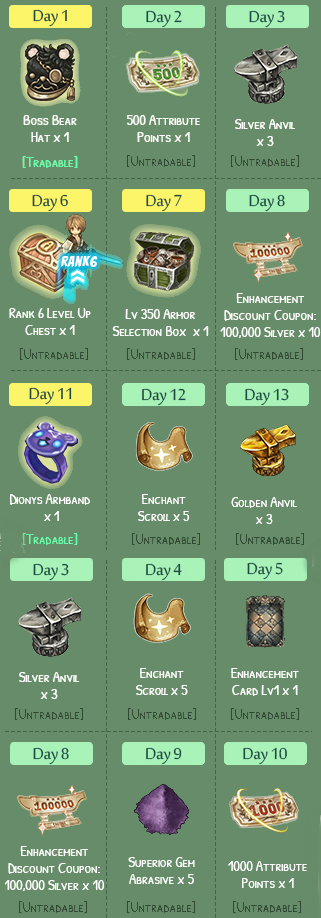 Day 1
Day 2
Day 3
500
Boss Bear
Hat x 1
[Tradable]
500 Attribute
Points x 1
[Untradable]
Silver Anvil
x 3
[Untradable]
Day 6
Day 7
Day 8
RANK6
100000
Rank 6 Level Up
Chest x 1
[Untradable]
Lv 350 Armor
Selection Box x 1
[Untradable]
Enhancement
Discount Coupon:
100,000 Silver x 10
[Untradable]
Day 11
Day 12
Day 13
Dionys Armband
x 1
[Tradable]
Enchant
Scroll x 5
[Untradable]
Golden Anvil
x 3
[Untradable]
Day 3
Day 4
Day 5
Silver Anvil
x 3
[Untradable]
Enchant
Scroll x 5
[Untradable]
Enhancement
Card Lv1 x 1
[Untradable]
Day 8
Day 9
Day 10
100000
1000
Enhancement
Discount Coupon:
100,000 Silver x 10
[Untradable]
Superior Gem
Abrasive x 5
[Untradable]
1000 Attribute
Points x 1
[Untradable]